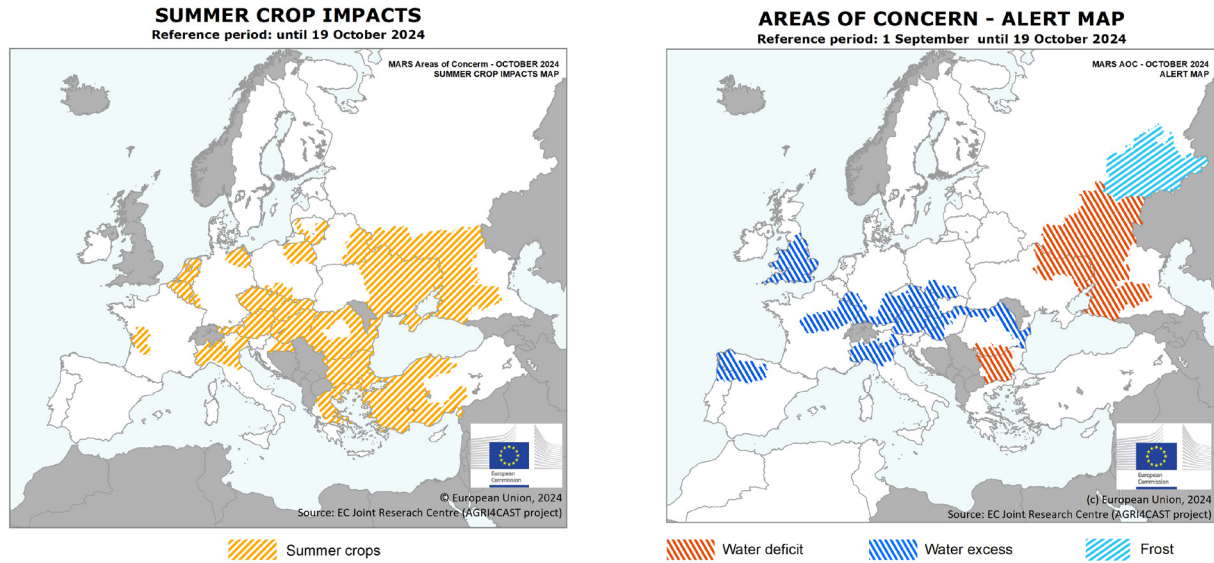 SUMMER CROP IMPACTS
Reference period: until 19 October 2024
MARS Areas of Concern - OCTOBER 2024
SUMMER CROP IMPACTS MAP
European
Commission
© European Union, 2024
Source: EC Joint Reserach Centre (AGRI4CAST project)
Summer crops
AREAS OF CONCERN - ALERT MAP
Reference period: 1 September until 19 October 2024
MARS AOC - OCTOBER 2024
ALERT MAP
European
Commission
(c) European Union, 2024
Source: EC Joint Research Centre (AGRI4CAST project)
Water deficit
Water excess
Frost